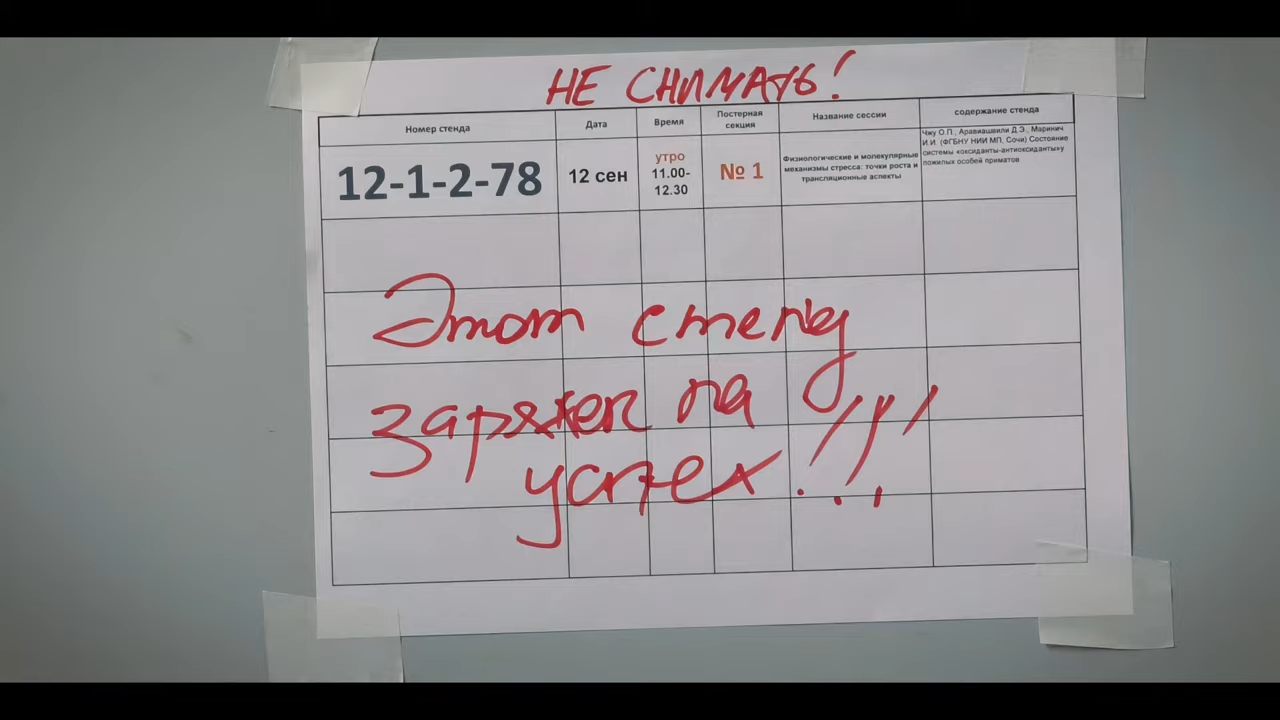 НЕ СНИМАТЬ!
Номер стенда
Дата
Время
Постерная
секция
Название сессии
содержание стенда
12-1-2-78
12 сен
утро
11.00-
12.30
№ 1
Физиологические и молекулярные
механизмы стресса: точки роста и
трансляционные аспекты
Чжу О.П., Аравиашвили Д.Э., Маринич
И.И. (ФГБНУ НИИ МП, Сочи) Состояние
системы «оксиданты-антиоксиданты»у
пожилых особей приматов
Этот стенд
заряжен на
успех!!!